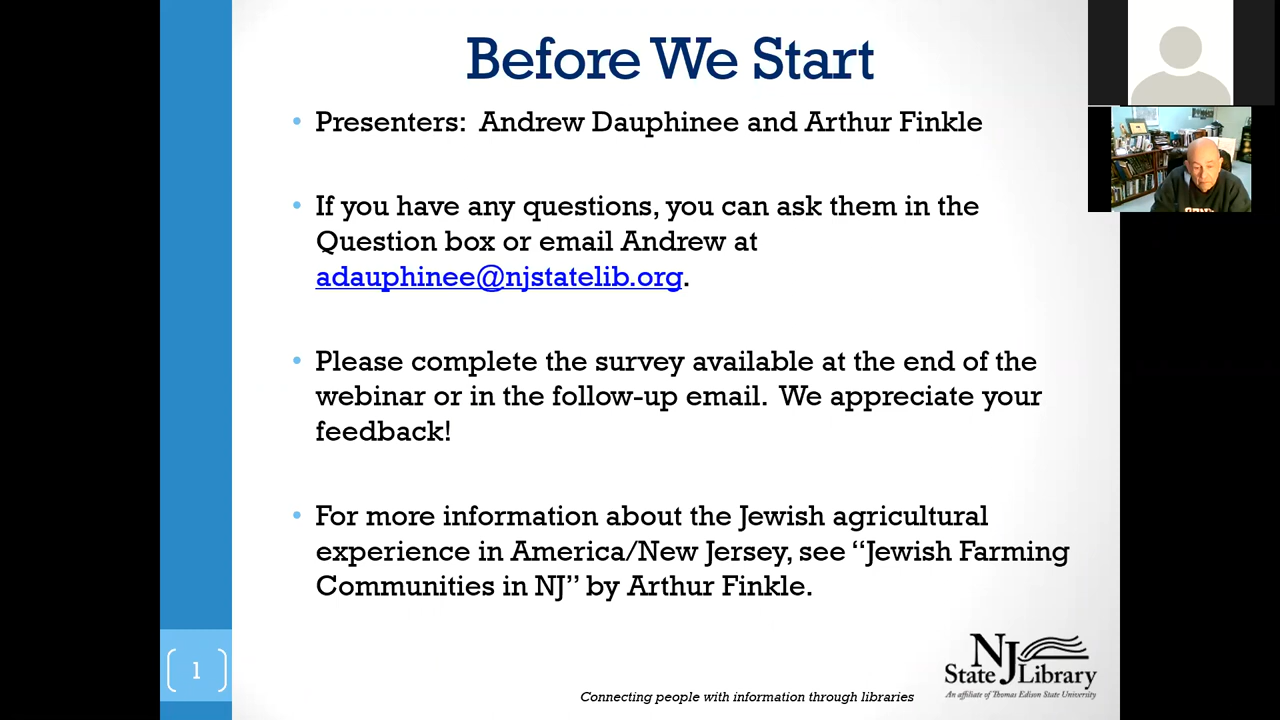 Before We Start
• Presenters:  Andrew Dauphinee and Arthur Finkle
• If you have any questions, you can ask them in the
Question box or email Andrew at
adauphinee@njstatelib.org.
• Please complete the survey available at the end of the
webinar or in the follow-up email.  We appreciate your
feedback!
• For more information about the Jewish agricultural
experience in America/New Jersey, see “Jewish Farming
Communities in NJ” by Arthur Finkle.
1
Connecting people with information through libraries
NJ
State Library
An affiliate of Thomas Edison State University